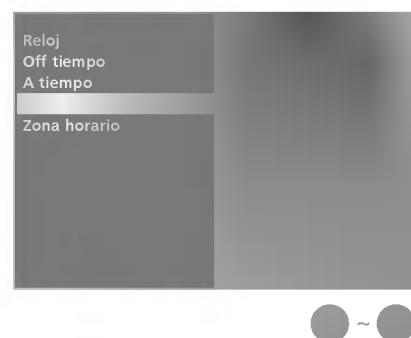 Reloj
Off tiempo
A tiempo
Zona horario
~